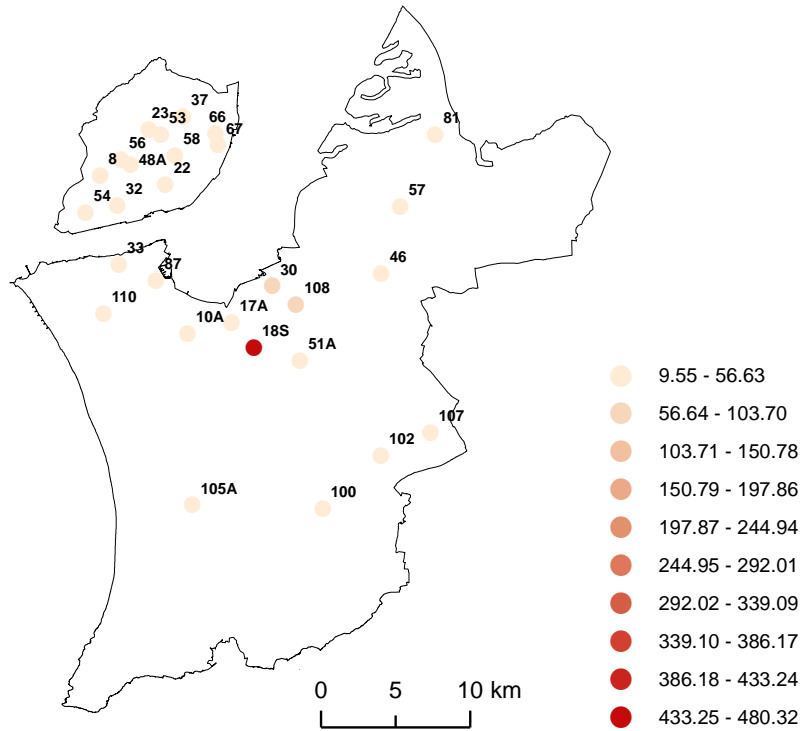 37
23
53
66
67
81
56
58
8
48A
22
54
32
57
33
87
30
46
110
108
17A
10A
18S
51A
9.55 - 56.63
56.64 - 103.70
107
102
103.71 - 150.78
150.79 - 197.86
105A
100
197.87 - 244.94
244.95 - 292.01
292.02 - 339.09
339.10 - 386.17
386.18 - 433.24
433.25 - 480.32
0 5 10 km